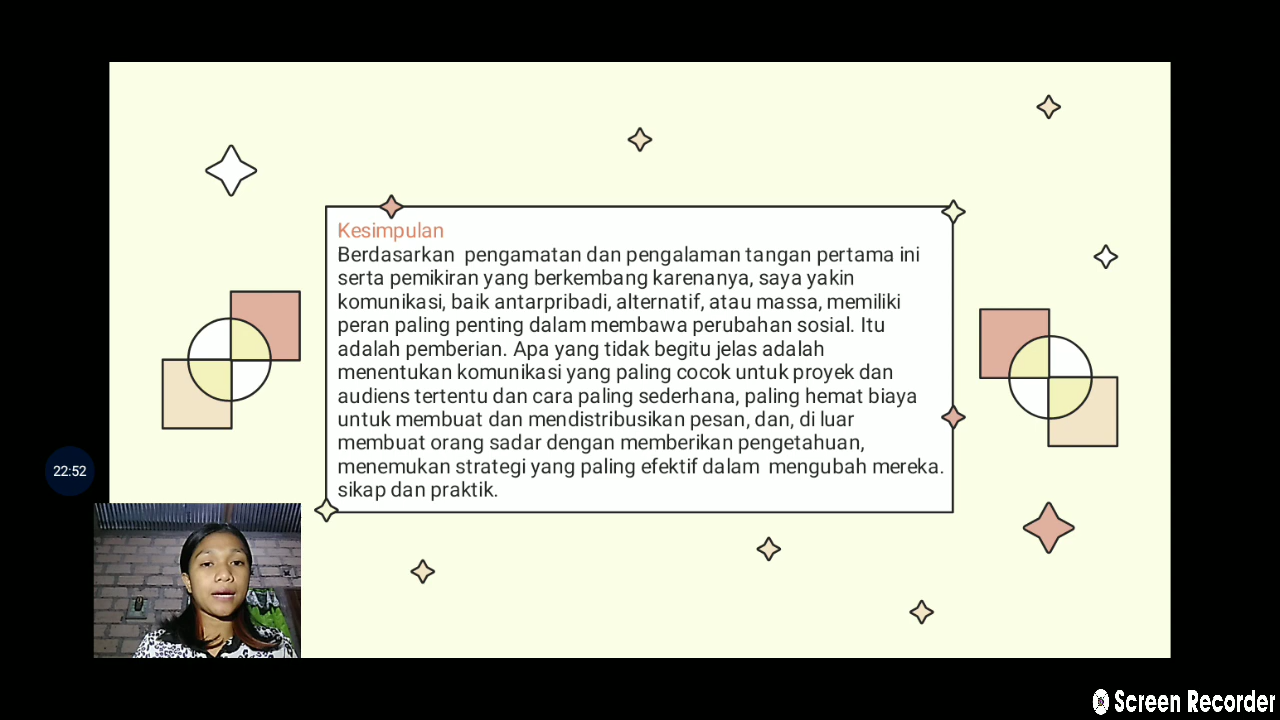 Kesimpulan
Berdasarkan pengamatan dan pengalaman tangan pertama ini
serta pemikiran yang berkembang karenanya, saya yakin
komunikasi, baik antarpribadi, alternatif, atau massa, memiliki
peran paling penting dalam membawa perubahan sosial. Itu
adalah pemberian. Apa yang tidak begitu jelas adalah
menentukan komunikasi yang paling cocok untuk proyek dan
audiens tertentu dan cara paling sederhana, paling hemat biaya
untuk membuat dan mendistribusikan pesan, dan, di luar
membuat orang sadar dengan memberikan pengetahuan,
menemukan strategi yang paling efektif dalam mengubah mereka.
sikap dan praktik.
22:52
Screen Recorder